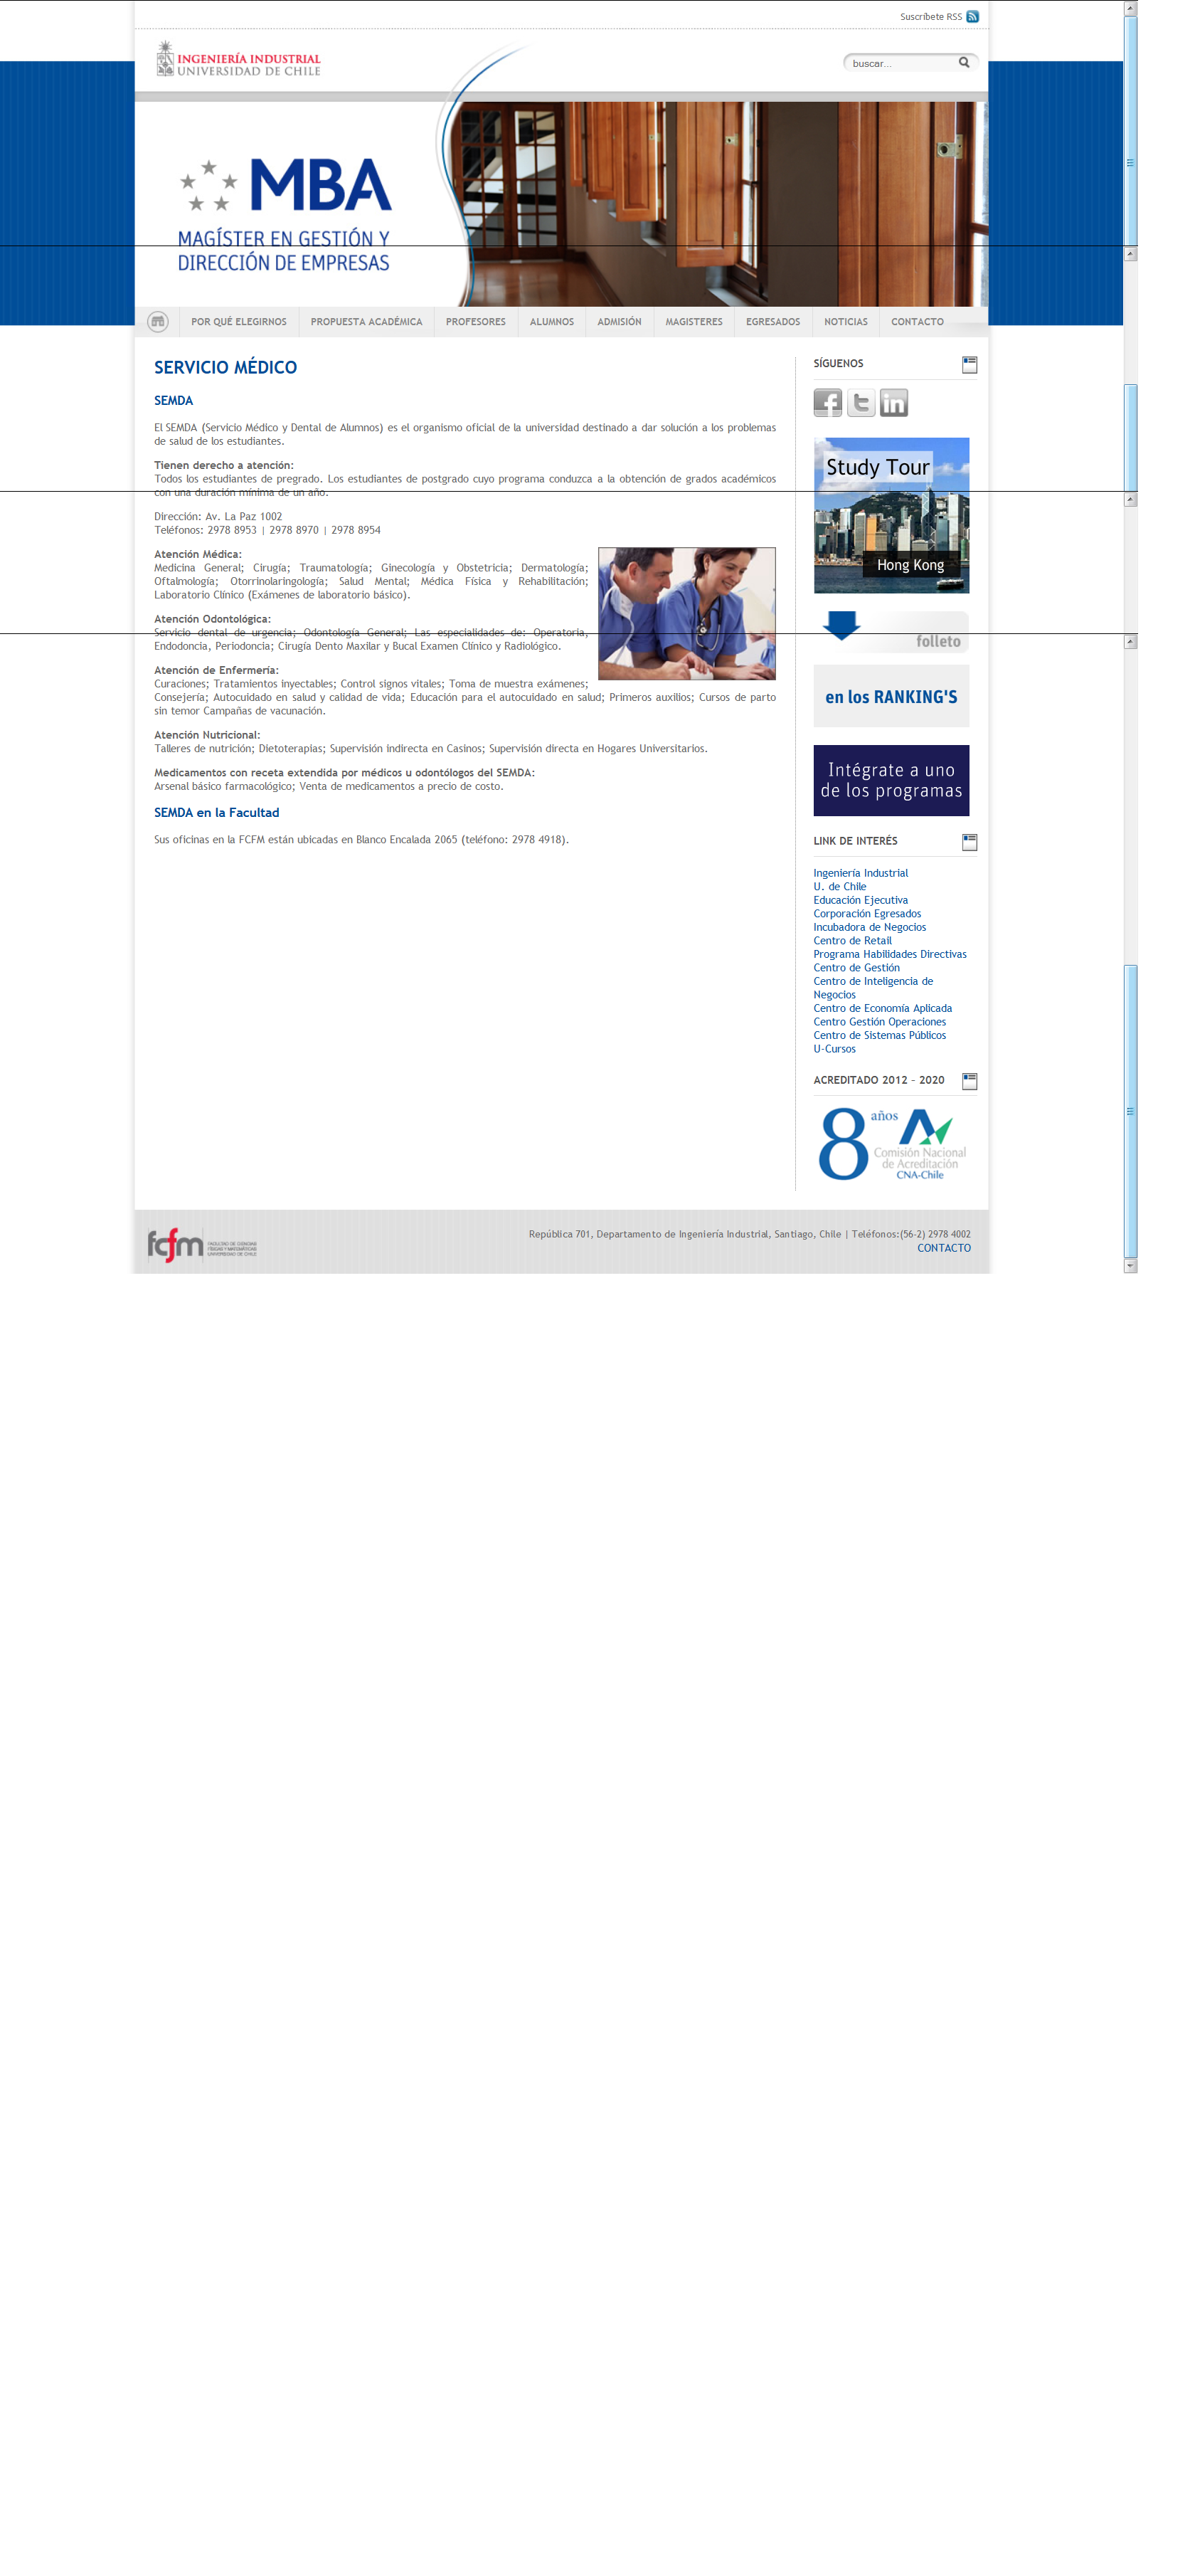 Suscríbete RSS
INGENIERÍA INDUSTRIAL
UNIVERSIDAD DE CHILE
buscar...
MBA
MAGÍSTER EN GESTIÓN Y
DIRECCIÓN DE EMPRESAS
POR QUÉ ELEGIRNOS PROPUESTA ACADÉMICA PROFESORES ALUMNOS ADMISIÓN MAGISTERES EGRESADOS NOTICIAS CONTACTO
SERVICIO MÉDICO
SEMDA
El SEMDA (Servicio Médico y Dental de Alumnos) es el organismo oficial de la universidad destinado a dar solución a los problemas
de salud de los estudiantes.
Tienen derecho a atención:
Todos los estudiantes de pregrado. Los estudiantes de postgrado cuyo programa conduzca a la obtención de grados académicos
con una duración mínima de un año.
Dirección: Av. La Paz 1002
Teléfonos: 2978 8953 | 2978 8970 | 2978 8954
Atención Médica:
Medicina General; Cirugía; Traumatología; Ginecología y Obstetricia; Dermatología;
Oftalmología; Otorrinolaringología; Salud Mental; Médica Física y Rehabilitación;
Laboratorio Clínico (Exámenes de laboratorio básico).
Atención Odontológica:
Servicio dental de urgencia; Odontología General; Las especialidades de: Operatoria,
Endodoncia, Periodoncia; Cirugía Dento Maxilar y Bucal Examen Clínico y Radiológico.
Atención de Enfermería:
Curaciones; Tratamientos inyectables; Control signos vitales; Toma de muestra exámenes;
Consejería; Autocuidado en salud y calidad de vida; Educación para el autocuidado en salud; Primeros auxilios; Cursos de parto
sin temor Campañas de vacunación.
Atención Nutricional:
Talleres de nutrición; Dietoterapias; Supervisión indirecta en Casinos; Supervisión directa en Hogares Universitarios.
Medicamentos con receta extendida por médicos u odontólogos del SEMDA:
Arsenal básico farmacológico; Venta de medicamentos a precio de costo.
SEMDA en la Facultad
Sus oficinas en la FCFM están ubicadas en Blanco Encalada 2065 (teléfono: 2978 4918).
SÍGUENOS
Study Tour
Hong Kong
folleto
en los RANKING'S
Intégrate a uno
de los programas
LINK DE INTERÉS
Ingeniería Industrial
U. de Chile
Educación Ejecutiva
Corporación Egresados
Incubadora de Negocios
Centro de Retail
Programa Habilidades Directivas
Centro de Gestión
Centro de Inteligencia de
Negocios
Centro de Economía Aplicada
Centro Gestión Operaciones
Centro de Sistemas Públicos
U-Cursos
ACREDITADO 2012 - 2020
8 años
Comisión Nacional
de Acreditación
CNA-Chile
fcfm
FACULTAD DE CIENCIAS
FÍSICAS Y MATEMÁTICAS
UNIVERSIDAD DE CHILE
República 701, Departamento de Ingeniería Industrial, Santiago, Chile | Teléfonos:(56-2) 2978 4002
CONTACTO